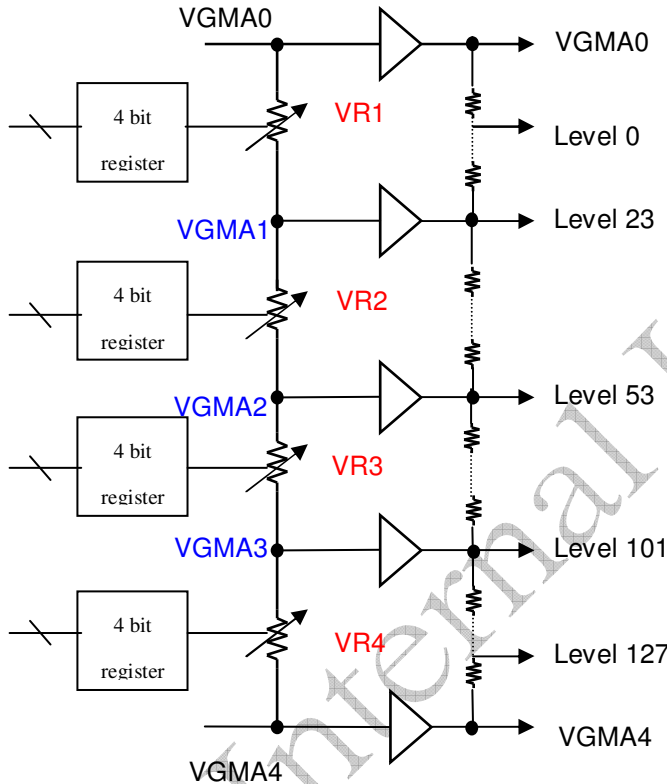 VGMA0
VGMA0
4 bit
register
VR1
Level 0
VGMA1
Level 23
4 bit
register
VR2
VGMA2
Level 53
4 bit
register
VR3
VGMA3
Level 101
4 bit
register
VR4
Level 127
VGMA4
VGMA4
Internal